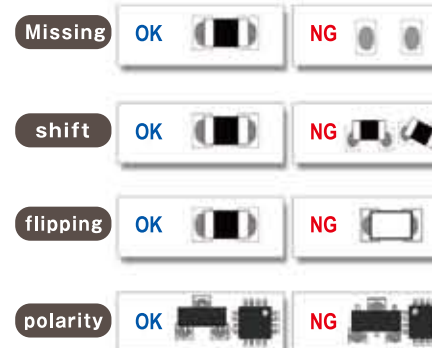 Missing OK NG
shift OK NG
flipping OK NG
polarity OK NG